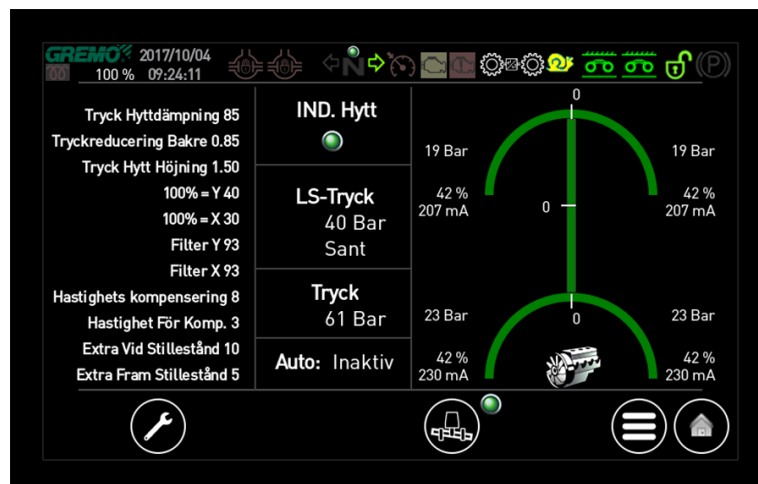 GREMO 2017/10/04
100 % 09:24:11
N
(P)
Tryck Hyttdämpning 85
Tryckreducering Bakre 0.85
Tryck Hytt Höjning 1.50
100% = Y 40
100% = X 30
Filter Y 93
Filter X 93
Hastighets kompensering 8
Hastighet För Komp. 3
Extra Vid Stillestånd 10
Extra Fram Stillestånd 5
IND. Hytt
LS-Tryck
40 Bar
Sant
Tryck
61 Bar
Auto: Inaktiv
0
19 Bar
19 Bar
42 %
207 mA
0
42 %
207 mA
23 Bar
0
23 Bar
42 %
230 mA
42 %
230 mA